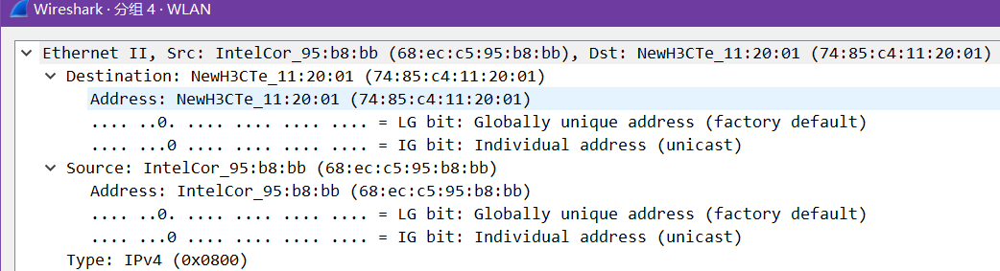 Wireshark · 分组 4 · WLAN
Ethernet II, Src: IntelCor_95:b8:bb (68:ec:c5:95:b8:bb), Dst: NewH3CTe_11:20:01 (74:85:c4:11:20:01)
Destination: NewH3CTe_11:20:01 (74:85:c4:11:20:01)
Address: NewH3CTe_11:20:01 (74:85:c4:11:20:01)
.... ..0. .... .... .... .... = LG bit: Globally unique address (factory default)
.... ...0 .... .... .... .... = IG bit: Individual address (unicast)
Source: IntelCor_95:b8:bb (68:ec:c5:95:b8:bb)
Address: IntelCor_95:b8:bb (68:ec:c5:95:b8:bb)
.... ..0. .... .... .... .... = LG bit: Globally unique address (factory default)
.... ...0 .... .... .... .... = IG bit: Individual address (unicast)
Type: IPv4 (0x0800)